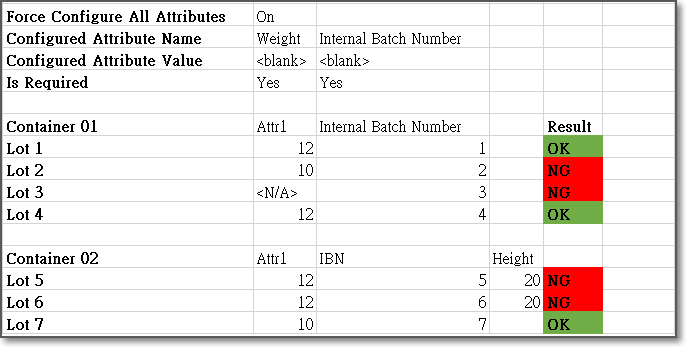 Force Configure All Attributes On
Configured Attribute Name Weight Internal Batch Number
Configured Attribute Value <blank> <blank>
Is Required Yes Yes
Container 01 Attr1 Internal Batch Number Result
Lot 1 12 1 OK
Lot 2 10 2 NG
Lot 3 <N/A> 3 NG
Lot 4 12 4 OK
Container 02 Attr1 IBN Height
Lot 5 12 5 20 NG
Lot 6 12 6 20 NG
Lot 7 10 7 OK